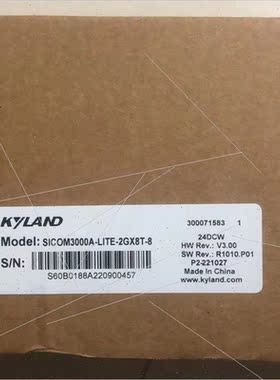 KYLAND
300071583 1
Model: SICOM3000A-LITE-2GX8T-8
24DCW
HW Rev.: V3.00
S/N:
SW Rev.: R1010.P01
P2-221027
S60B0188A220900457
Made In China
www.kyland.com